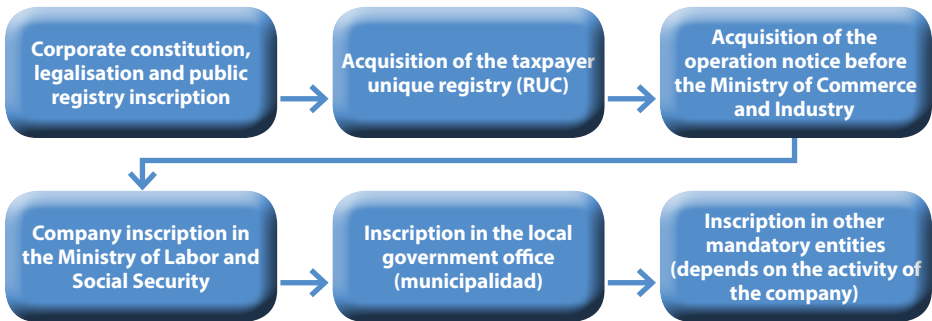 Corporate constitution,
legalisation and public
registry inscription
Acquisition of the taxpayer
unique registry (RUC)
Acquisition of the
operation notice before
the Ministry of Commerce
and Industry
Company inscription in
the Ministry of Labor and
Social Security
Inscription in the local
government office
(municipalidad)
Inscription in other
mandatory entities
(depends on the activity of
the company)